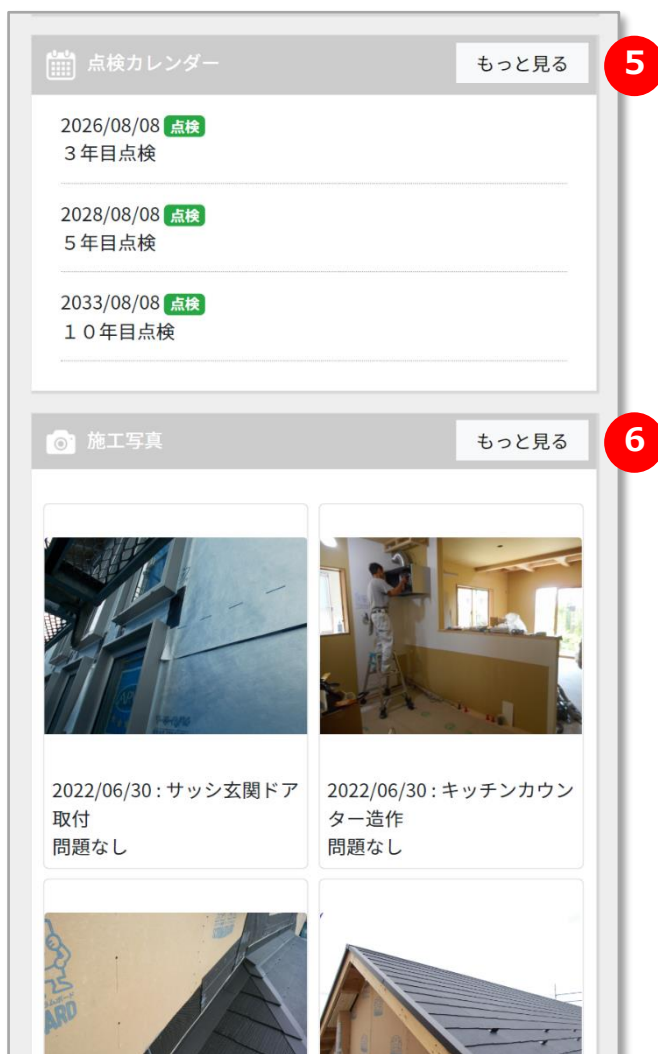 点検カレンダー
もっと見る
5
2026/08/08 点検
３年目点検
2028/08/08 点検
５年目点検
2033/08/08 点検
１０年目点検
施工写真
もっと見る
6
2022/06/30 : サッシ玄関ドア
取付
問題なし
2022/06/30 : キッチンカウン
ター造作
問題なし
ARD